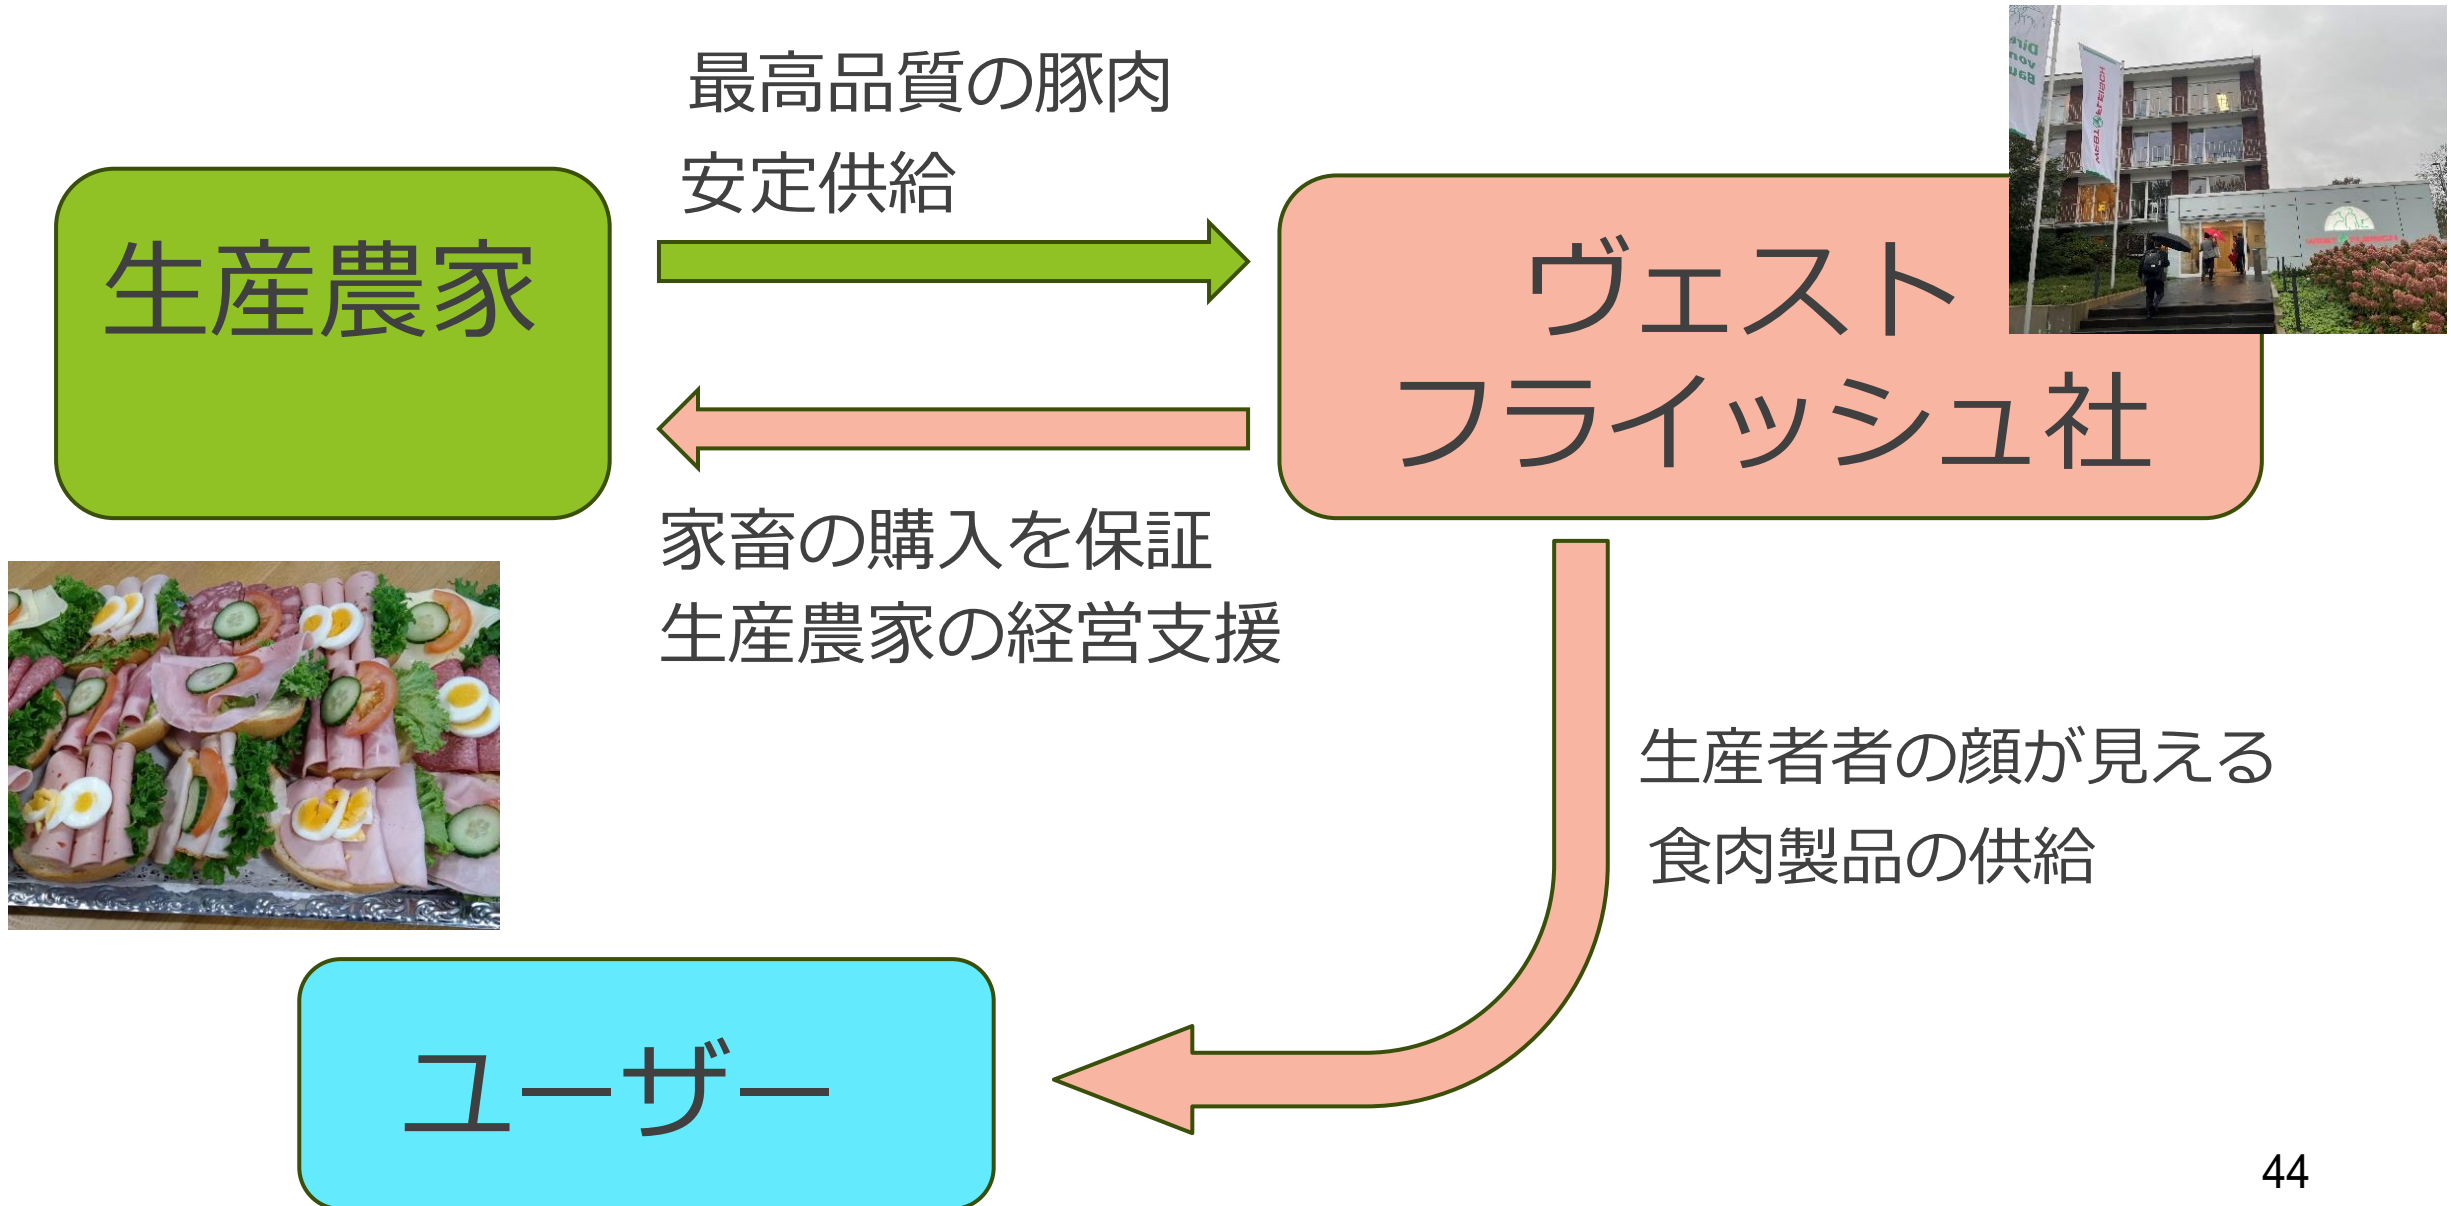 最高品質の豚肉
安定供給
生産農家
ヴェスト
フライッシュ社
家畜の購入を保証
生産農家の経営支援
生産者者の顔が見える
食肉製品の供給
ユーザー
44